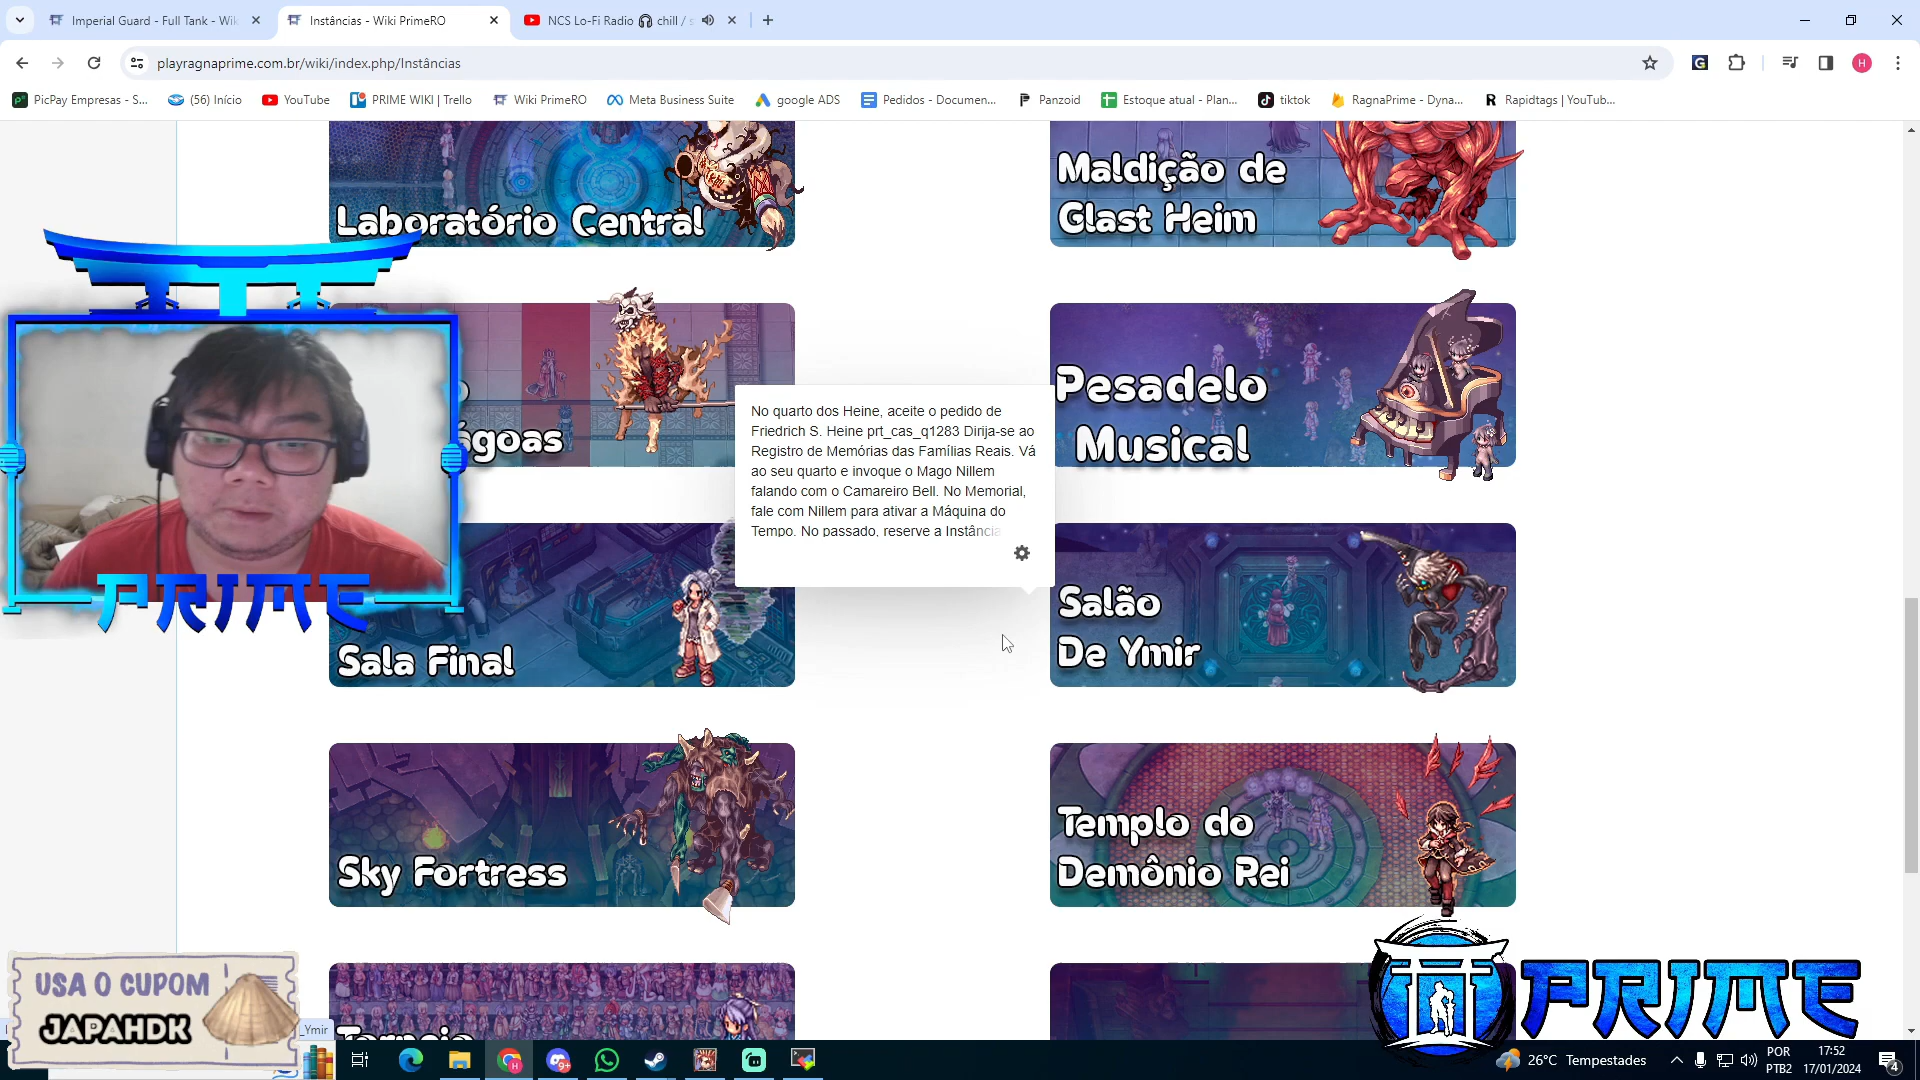 Imperial Guard - Full Tank - Wik
Instâncias - Wiki PrimeRO
NCS Lo-Fi Radio 🎧 chill / s
playragnaprime.com.br/wiki/index.php/Instâncias
PicPay Empresas - S...
(56) Início
YouTube
PRIME WIKI | Trello
Wiki PrimeRO
Meta Business Suite
google ADS
Pedidos - Documen...
Panzoid
Estoque atual - Plan...
tiktok
RagnaPrime - Dyna...
Rapidtags | YouTub...
H
Laboratório Central
Maldição de
Glast Heim
Pesadelo
Musical
No quarto dos Heine, aceite o pedido de
Friedrich S. Heine prt_cas_q1283 Dirija-se ao
Registro de Memórias das Famílias Reais. Vá
ao seu quarto e invoque o Mago Nillem
falando com o Camareiro Bell. No Memorial,
fale com Nillem para ativar a Máquina do
Tempo. No passado, reserve a Instância
PRIME
Sala Final
Salão
De Ymir
Sky Fortress
Templo do
Demônio Rei
USA O CUPOM
JAPAHDK
_Ymir
Torneio
PRIME
9+
26°C Tempestades
POR
PTB2
17:52
17/01/2024
4